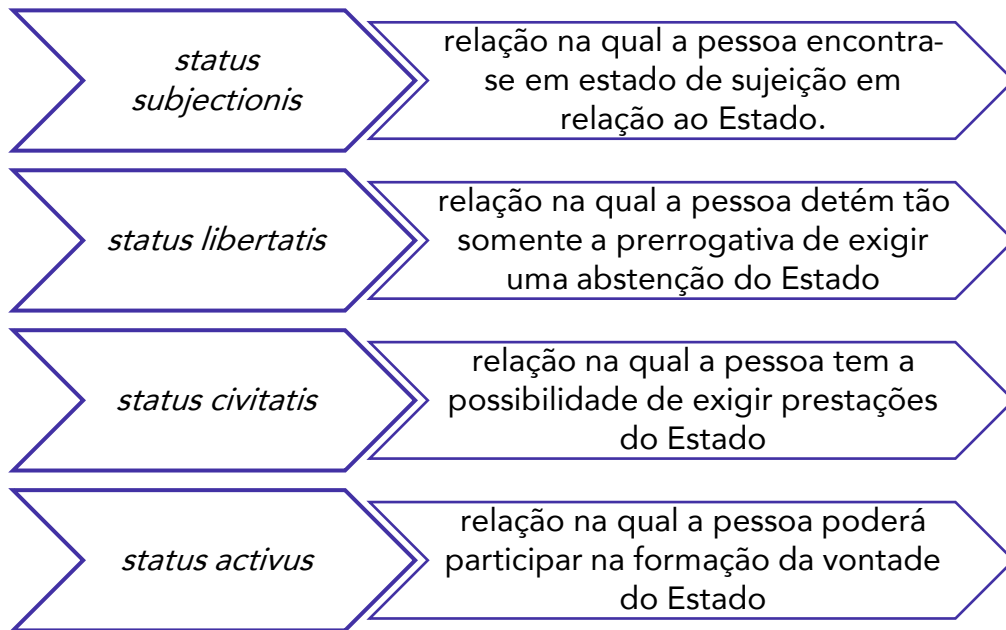 status
subjectionis
relação na qual a pessoa encontra-
se em estado de sujeição em
relação ao Estado.
status libertatis
relação na qual a pessoa detém tão
somente a prerrogativa de exigir
uma abstenção do Estado
status civitatis
relação na qual a pessoa tem a
possibilidade de exigir prestações
do Estado
status activus
relação na qual a pessoa poderá
participar na formação da vontade
do Estado